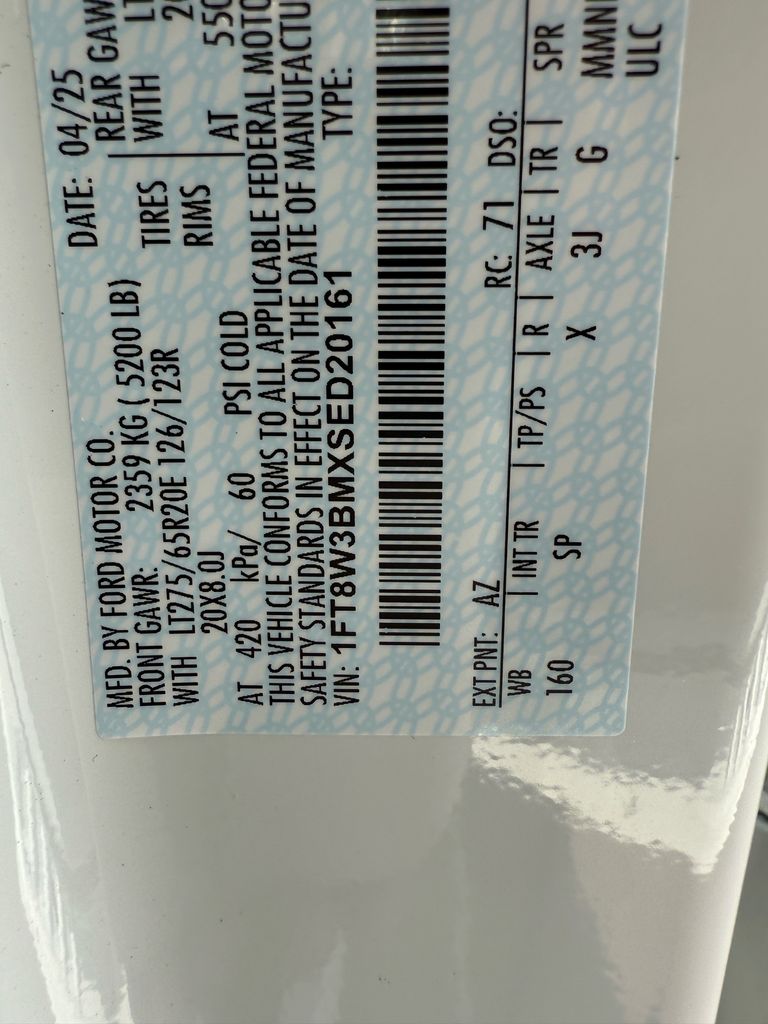 MFD. BY FORD MOTOR CO.
DATE: 04/25
FRONT GAWR: 2359 KG ( 5200 LB)
REAR GAW
WITH LT275/65R20E 126/123R
TIRES
WITH
20X8.0J
RIMS
AT 420 kPa/ 60 PSI COLD
AT 550
THIS VEHICLE CONFORMS TO ALL APPLICABLE FEDERAL MOTO
SAFETY STANDARDS IN EFFECT ON THE DATE OF MANUFACTU
VIN: 1FT8W3BMXSED20161
TYPE:
EXT PNT: AZ RC: 71 DSO:
WB | INT TR | TP/PS | R | AXLE | TR | SPR
160 SP X 3J G MMNN
ULC